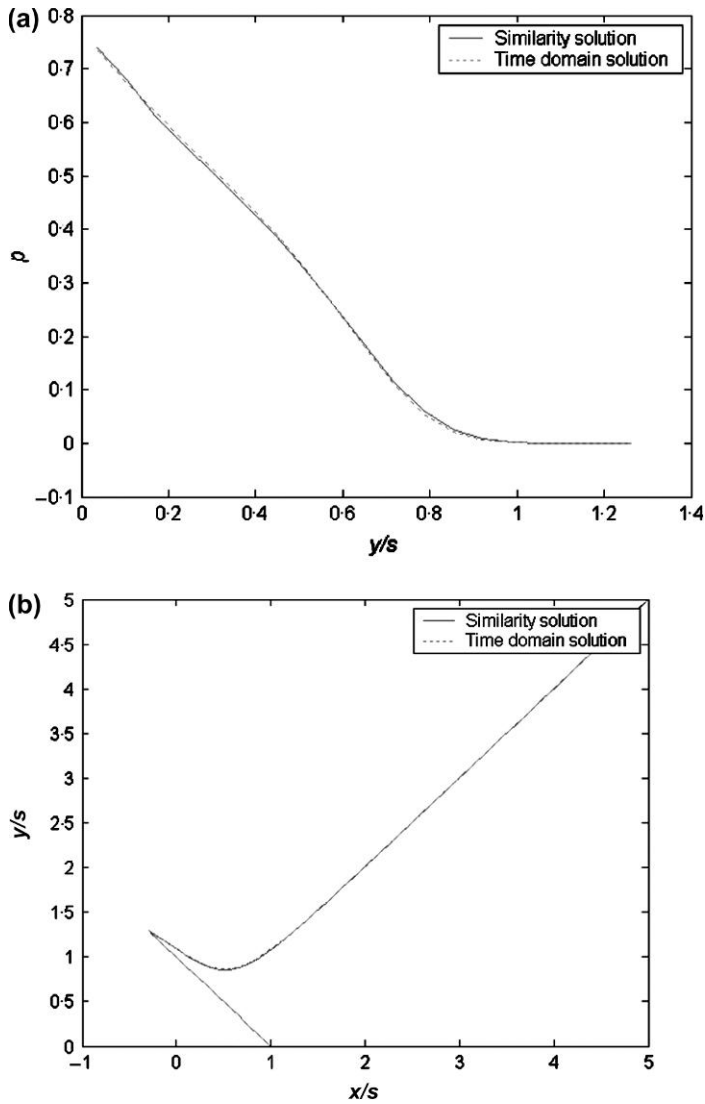 (a)
0·8
0·7
0·6
0·5
0·4
0·3
0·2
0·1
0
–0·1
p
Similarity solution
Time domain solution
0 0·2 0·4 0·6 0·8 1 1·2 1·4
y/s
(b)
5
4·5
4
3·5
3
2·5
2
1·5
1
0·5
0
y/s
Similarity solution
Time domain solution
–1 0 1 2 3 4 5
x/s